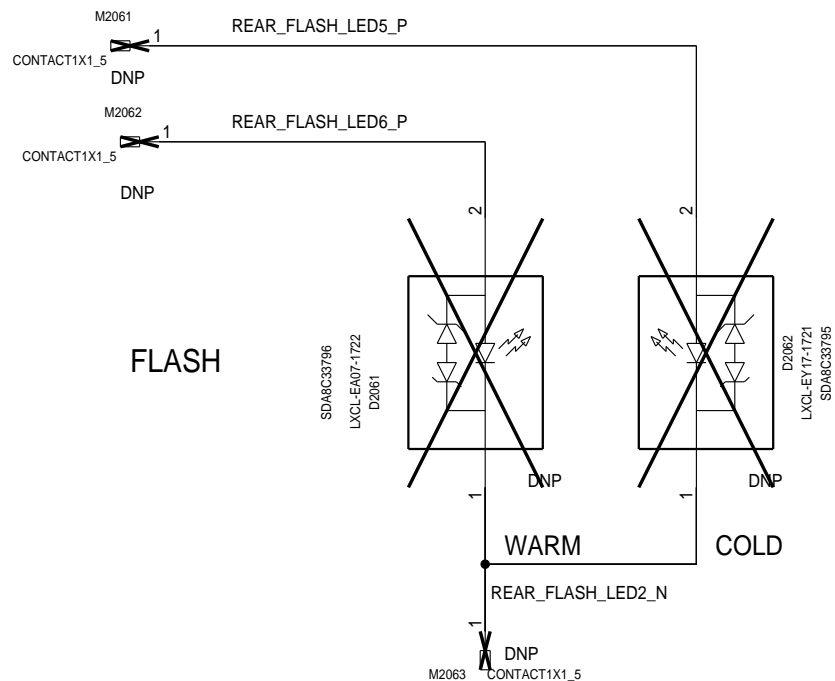 M2061
1
REAR_FLASH_LED5_P
CONTACT1X1_5
DNP
M2062
1
REAR_FLASH_LED6_P
CONTACT1X1_5
DNP
2
2
FLASH
SDA8C33796
LXCL-EA07-1722
D2061
D2062
LXCL-EY17-1721
SDA8C33795
DNP
DNP
1
1
WARM
COLD
REAR_FLASH_LED2_N
1
DNP
M2063
CONTACT1X1_5